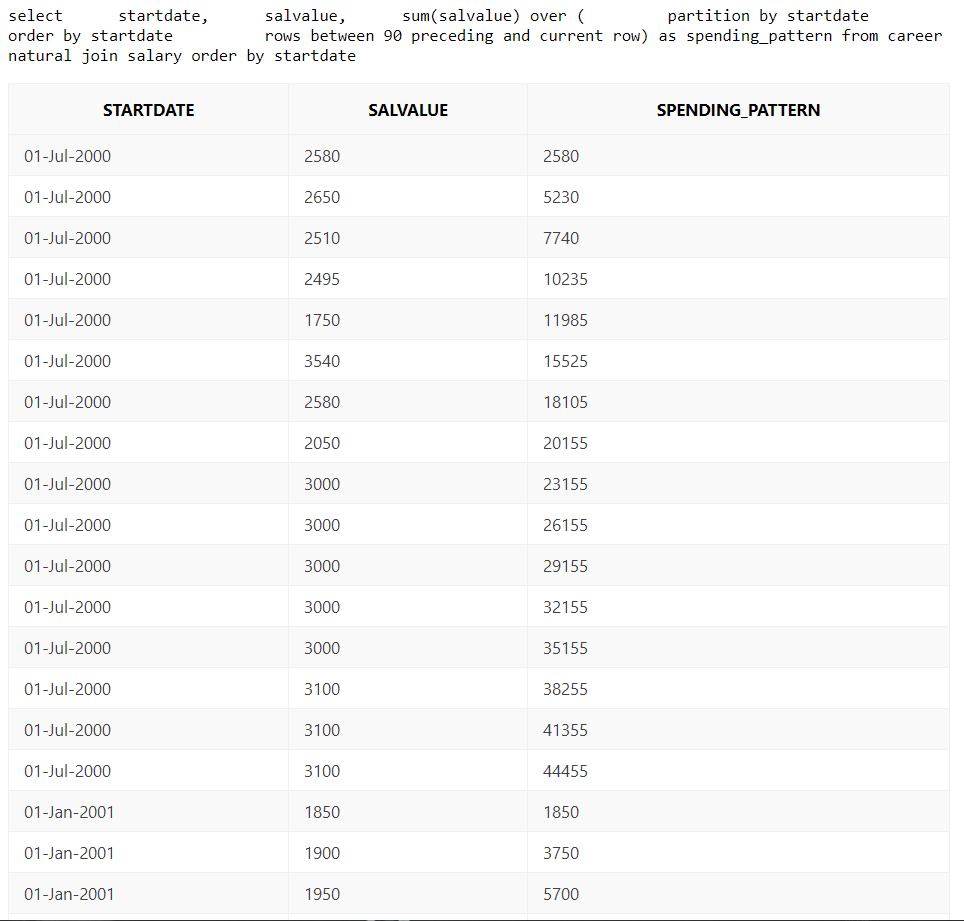 select      startdate,      salvalue,      sum(salvalue) over (         partition by startdate
order by startdate          rows between 90 preceding and current row) as spending_pattern from career
natural join salary order by startdate
STARTDATE SALVALUE SPENDING_PATTERN
01-Jul-2000 2580 2580
01-Jul-2000 2650 5230
01-Jul-2000 2510 7740
01-Jul-2000 2495 10235
01-Jul-2000 1750 11985
01-Jul-2000 3540 15525
01-Jul-2000 2580 18105
01-Jul-2000 2050 20155
01-Jul-2000 3000 23155
01-Jul-2000 3000 26155
01-Jul-2000 3000 29155
01-Jul-2000 3000 32155
01-Jul-2000 3000 35155
01-Jul-2000 3100 38255
01-Jul-2000 3100 41355
01-Jul-2000 3100 44455
01-Jan-2001 1850 1850
01-Jan-2001 1900 3750
01-Jan-2001 1950 5700